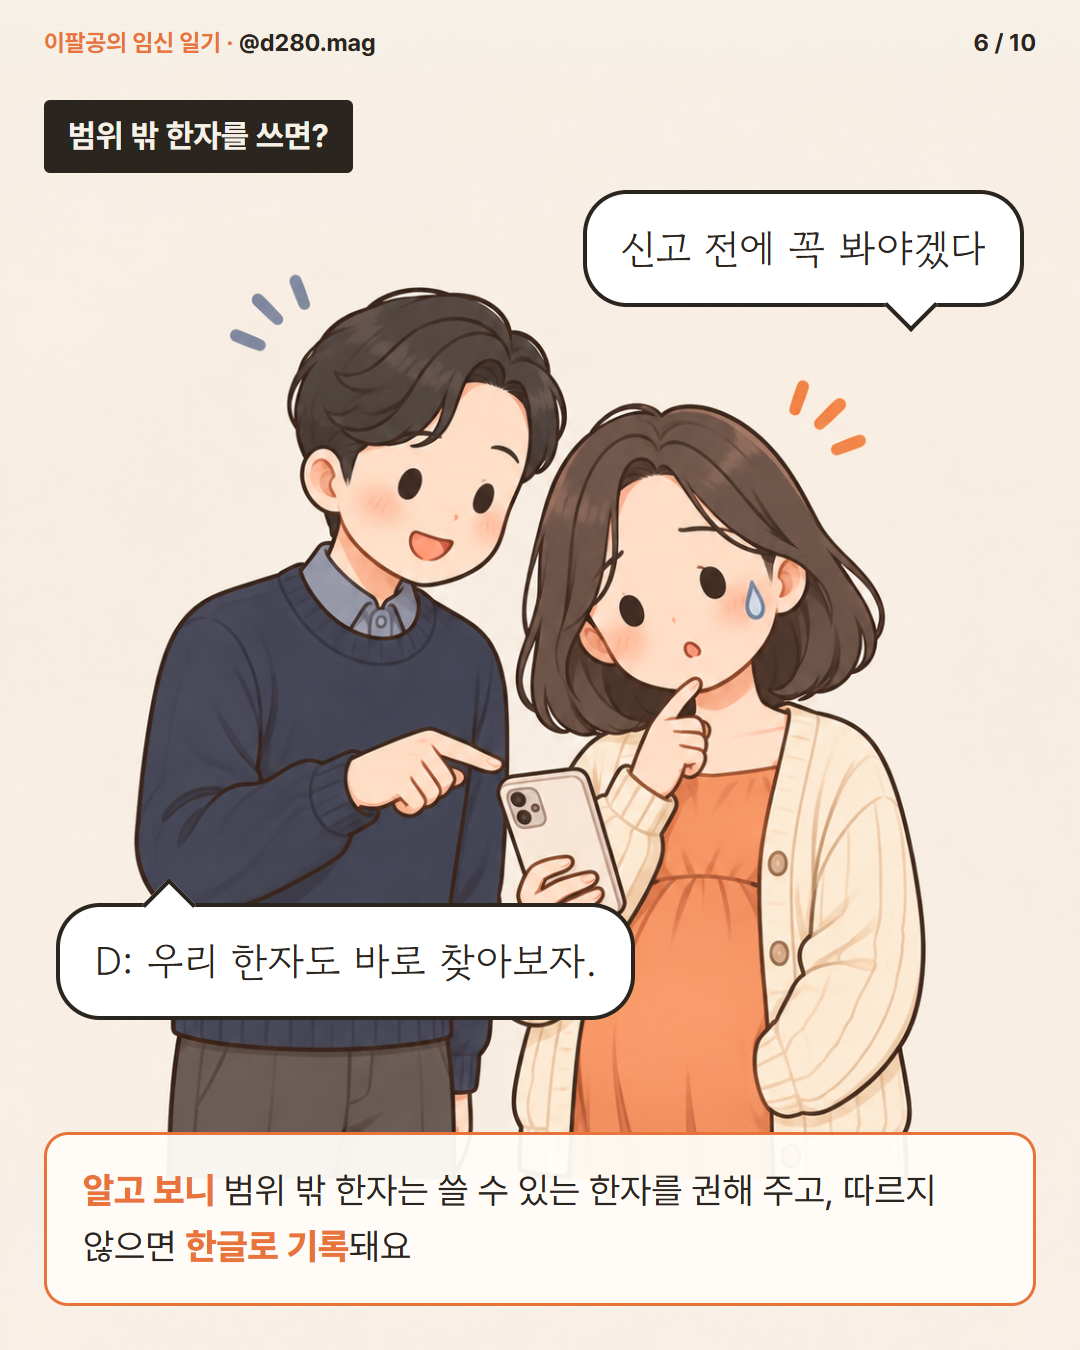 이팔공의 임신 일기 · @d280.mag
6 / 10
범위 밖 한자를 쓰면?
신고 전에 꼭 봐야겠다
D: 우리 한자도 바로 찾아보자.
알고 보니 범위 밖 한자는 쓸 수 있는 한자를 권해 주고, 따르지
않으면 한글로 기록돼요